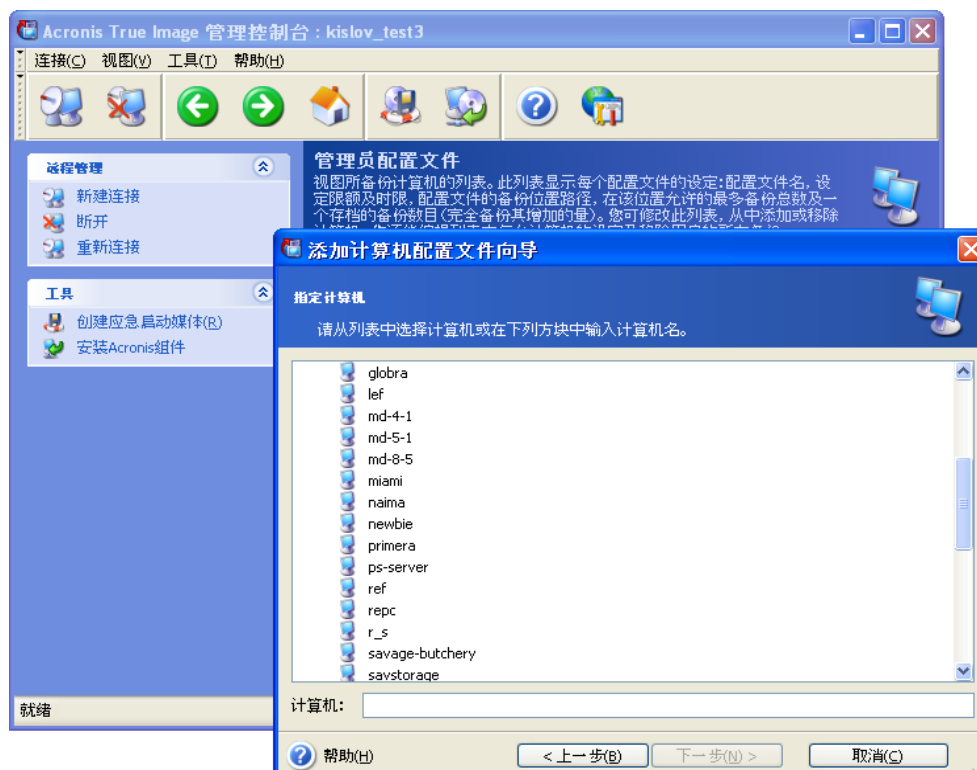 Acronis True Image 管理控制台 : kislov_test3
连接(C) 视图(V) 工具(T) 帮助(H)
远程管理
新建连接
断开
重新连接
工具
创建应急启动媒体(R)
安装Acronis组件
管理员配置文件
视图所备份计算机的列表。此列表显示每个配置文件的设定:配置文件名, 设
定限额及时限, 配置文件的备份位置路径, 在该位置允许的最多备份总数及一
个存档的备份数目(完全备份其增加的量)。您可修改此列表, 从中添加或移除
添加计算机配置文件向导
指定计算机
请从列表中选择计算机或在下列方块中输入计算机名。
globra
lef
md-4-1
md-5-1
md-8-5
miami
naima
newbie
primera
ps-server
ref
repc
r_s
savage-butchery
savstorage
计算机:
帮助(H)
< 上一步(B)
下一步(N) >
取消(C)
就绪